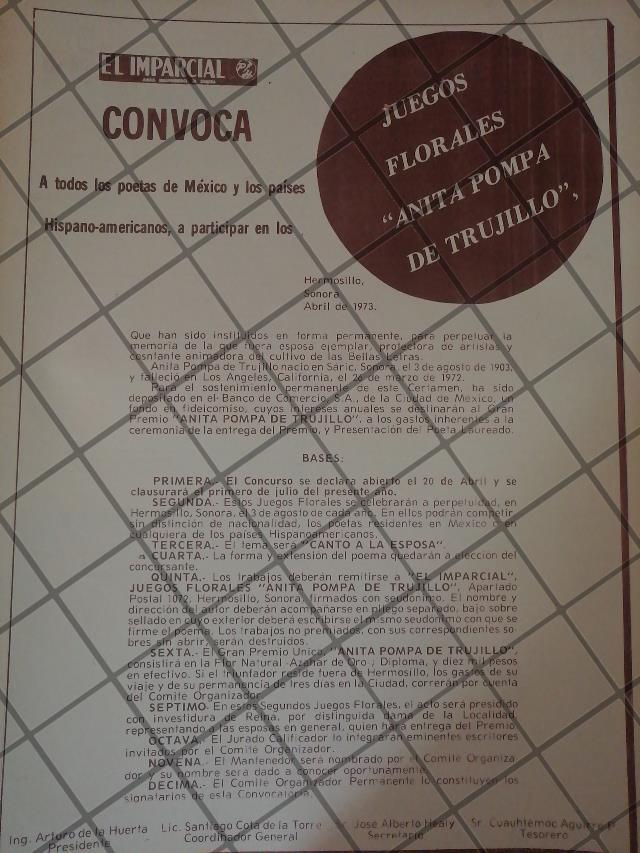 EL IMPARCIAL
CONVOCA
A todos los poetas de México y los países
Hispano-americanos, a participar en los
JUEGOS
FLORALES
"ANITA POMPA
DE TRUJILLO",
Hermosillo,
Sonora
Abril de 1973.
Que han sido instituidos en forma permanente, para perpetuar la
memoria de la que fuera esposa ejemplar, protectora de artistas y
cosntante animadora del cultivo de las Bellas Letras.
Anita Pompa de Trujillo nacio en Saric, Sonora, el 3 de agosto de 1903,
y falleció en Los Angeles, California, el 26 de marzo de 1972.
Para el sostenimiento permanente de este Certamen, ha sido
depositado en el Banco de Comercio, S.A., de la Ciudad de Mexico, un
fondo en fideicomiso, cuyos intereses anuales se destinarán al Gran
Premio "ANITA POMPA DE TRUJILLO", a los gastos inherentes a la
ceremonia de la entrega del Premio, y Presentación del Poeta Laureado.
BASES:
PRIMERA.- El Concurso se declara abierto el 20 de Abril y se
clausurará el primero de julio del presente año.
SEGUNDA.- Estos Juegos Florales se celebrarán a perpetuidad, en
Hermosillo, Sonora, el 3 de agosto de cada año. En ellos podrán competir
sin distinción de nacionalidad, los poetas residentes en Mexico o en
cualquiera de los países Hispanoamericanos.
TERCERA.- El tema será "CANTO A LA ESPOSA".
CUARTA.- La forma y extensión del poema quedarán a elección del
concursante.
QUINTA.- Los trabajos deberán remitirse a "EL IMPARCIAL",
JUEGOS FLORALES "ANITA POMPA DE TRUJILLO", Apartado
Postal 1072, Hermosillo, Sonora, firmados con seudonimo. El nombre y
dirección del autor deberán acompañarse en pliego separado, bajo sobre
sellado en cuyo exterior deberá escribirse el mismo seudonimo con que se
firme el poema. Los trabajos no premiados, con sus correspondientes so-
bres sin abrir, serán destruidos.
SEXTA.- El Gran Premio Unico, "ANITA POMPA DE TRUJILLO",
consistirá en la Flor Natural -Azahar de Oro-; Diploma, y diez mil pesos
en efectivo. Si el triunfador reside fuera de Hermosillo, los gastos de su
viaje y de su permanencia de tres dias en la Ciudad, correrán por cuenta
del Comité Organizador.
SEPTIMO.- En estos Segundos Juegos Florales, el acto será presidido
con investidura de Reina, por distinguida dama de la Localidad,
representando a las esposas en general, quien hará entrega del Premio.
OCTAVA.- El Jurado Calificador lo integrarán eminentes escritores
invitados por el Comité Organizador.
NOVENA.- El Mantenedor será nombrado por el Comité Organiza-
dor y su nombre será dado a conocer oportunamente.
DECIMA.- El Comité Organizador Permanente lo constituyen los
signatarios de esta Convocatoria.
Ing. Arturo de la Huerta Lic. Santiago Cota de la Torre Sr. José Alberto Healy Sr. Cuauhtémoc Aguirre
Presidente Coordinador General Secretario Tesorero